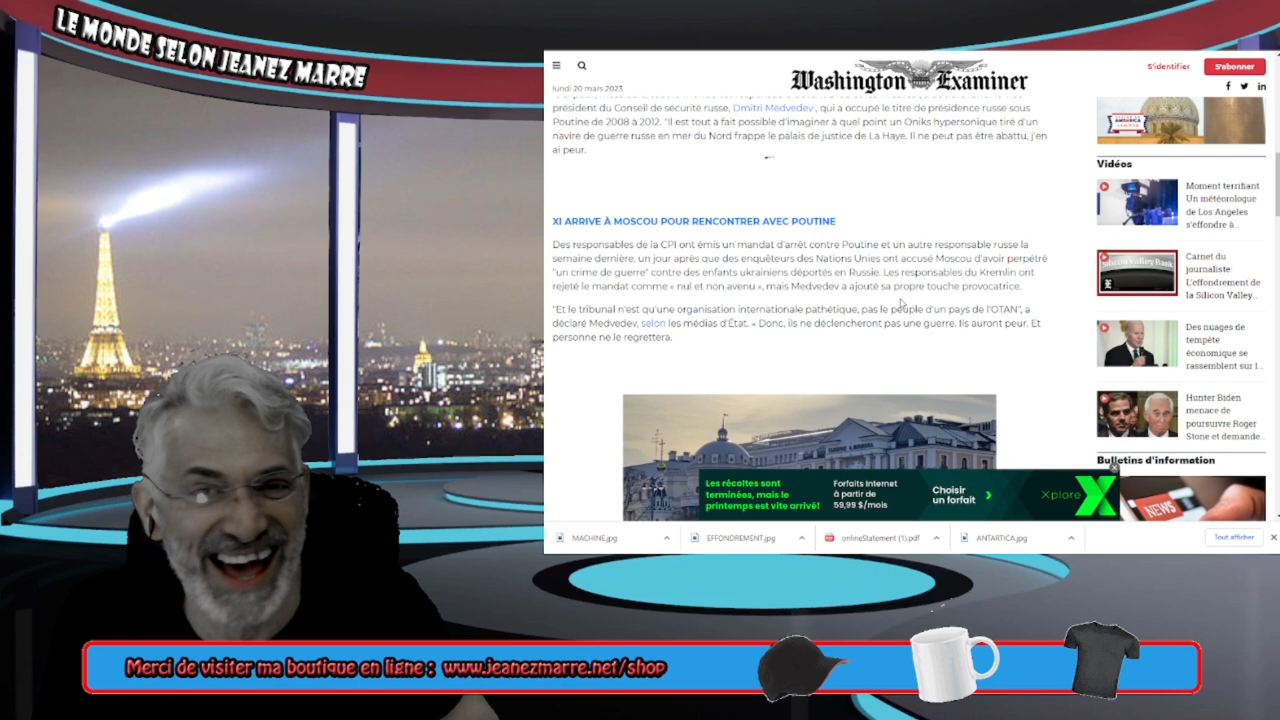 LE MONDE SELON JEANEZ MARRE
Washington Examiner
S'identifier
S'abonner
lundi 20 mars 2023
président du Conseil de sécurité russe, Dmitri Medvedev , qui a occupé le titre de présidence russe sous
Poutine de 2008 à 2012. "Il est tout à fait possible d'imaginer à quel point un Oniks hypersonique tiré d'un
navire de guerre russe en mer du Nord frappe le palais de justice de La Haye. Il ne peut pas être abattu, j'en
ai peur.
XI ARRIVE À MOSCOU POUR RENCONTRER AVEC POUTINE
Des responsables de la CPI ont émis un mandat d'arrêt contre Poutine et un autre responsable russe la
semaine dernière, un jour après que des enquêteurs des Nations Unies ont accusé Moscou d'avoir perpétré
"un crime de guerre" contre des enfants ukrainiens déportés en Russie. Les responsables du Kremlin ont
rejeté le mandat comme « nul et non avenu », mais Medvedev a ajouté sa propre touche provocatrice.
"Et le tribunal n'est qu'une organisation internationale pathétique, pas le peuple d'un pays de l'OTAN", a
déclaré Medvedev, selon les médias d'État. « Donc, ils ne déclencheront pas une guerre. Ils auront peur. Et
personne ne le regrettera.
Vidéos
Moment terrifiant
Un météorologue
de Los Angeles
s'effondre à...
Silicon Valley Bank
Carnet du
journaliste:
L'effondrement de
la Silicon Valley...
Des nuages de
tempête
économique se
rassemblent sur l...
Hunter Biden
menace de
poursuivre Roger
Stone et demande...
Bulletins d'information
NEWS
Les récoltes sont
terminées, mais le
printemps est vite arrivé!
Forfaits Internet
à partir de
59,99 $/mois
Choisir
un forfait
Xplore
MACHINE.jpg
EFFONDREMENT.jpg
onlineStatement (1).pdf
ANTARTICA.jpg
Tout afficher
Merci de visiter ma boutique en ligne : www.jeanezmarre.net/shop